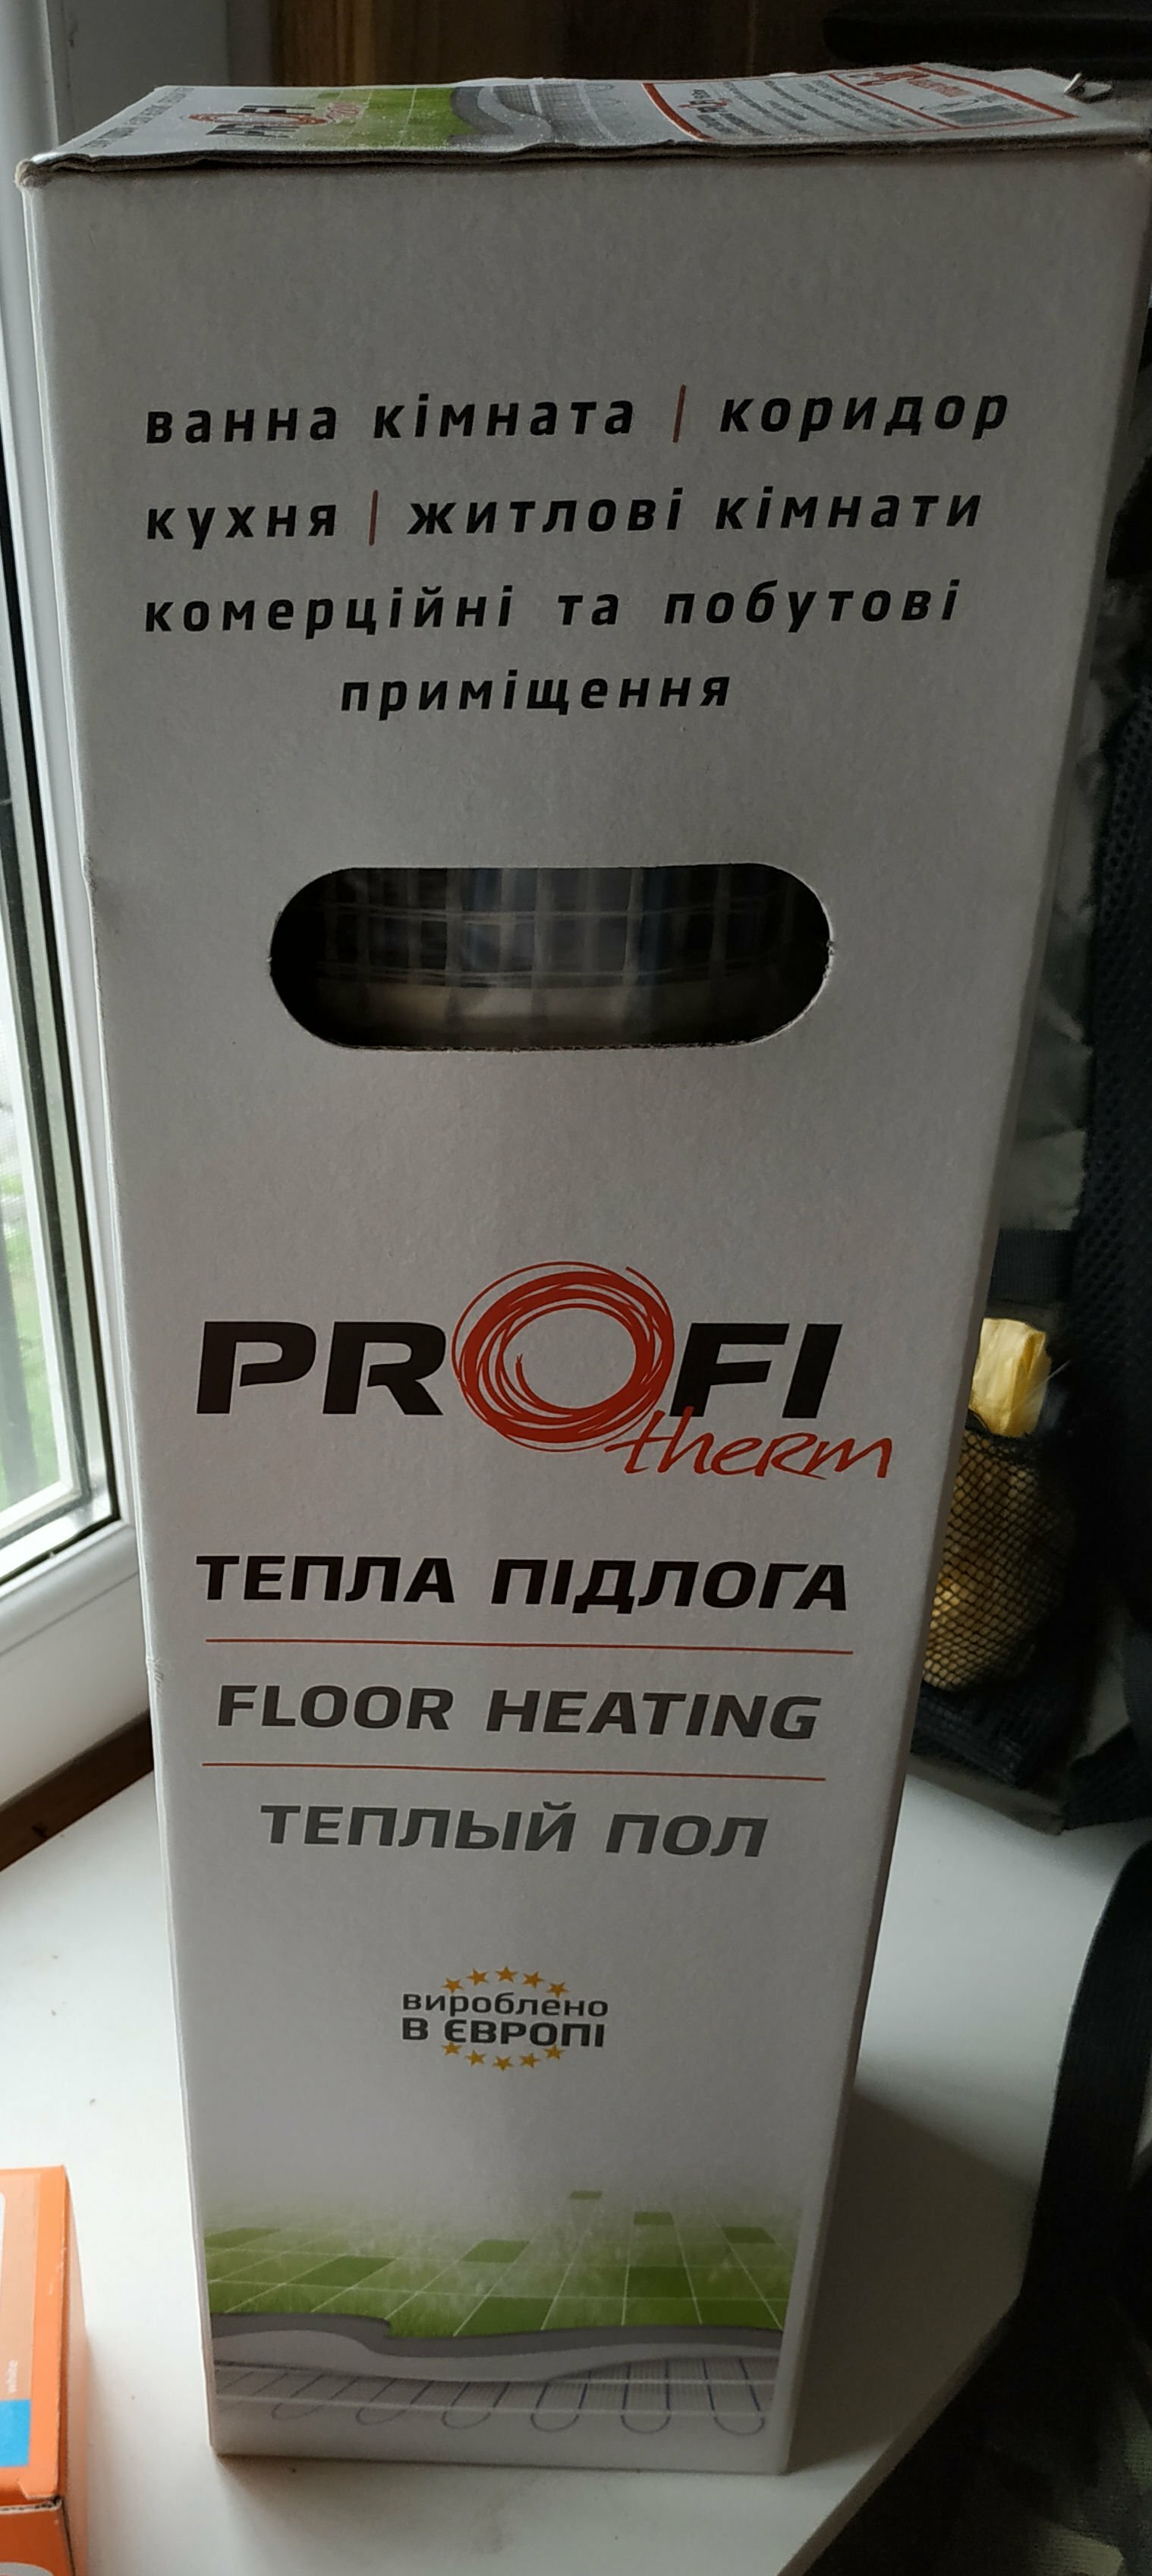 ванна кімната | коридор
кухня | житлові кімнати
комерційні та побутові
приміщення
PROFI
therm
ТЕПЛА ПІДЛОГА
FLOOR HEATING
ТЕПЛЫЙ ПОЛ
вироблено
В ЄВРОПІ
white